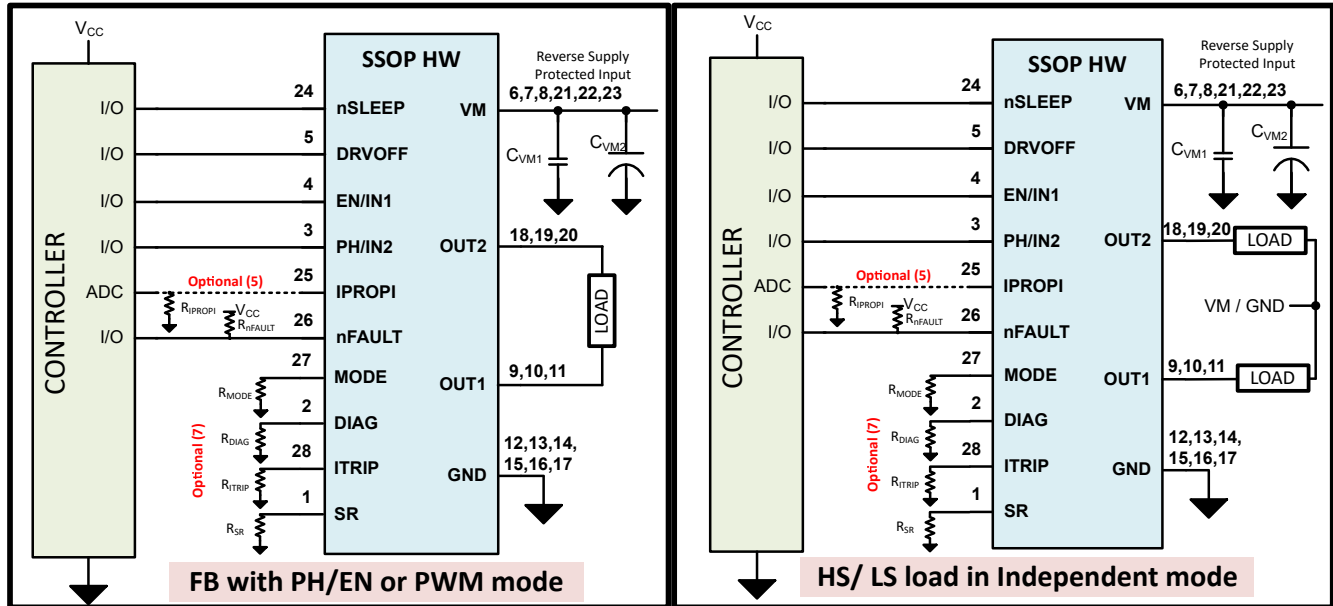 VCC
SSOP HW
Reverse Supply
Protected Input
6,7,8,21,22,23
CONTROLLER
I/O
24
nSLEEP
VM
I/O
5
DRVOFF
CVM1
CVM2
I/O
4
EN/IN1
I/O
3
PH/IN2
OUT2
18,19,20
ADC
Optional (5)
25
IPROPI
RIPROPI
VCC
RnFAULT
LOAD
I/O
26
nFAULT
27
MODE
RMODE
OUT1
9,10,11
2
DIAG
RDIAG
Optional (7)
28
ITRIP
RITRIP
12,13,14,
15,16,17
GND
1
SR
RSR
FB with PH/EN or PWM mode
VCC
SSOP HW
Reverse Supply
Protected Input
6,7,8,21,22,23
CONTROLLER
I/O
24
nSLEEP
VM
I/O
5
DRVOFF
CVM1
CVM2
I/O
4
EN/IN1
I/O
3
PH/IN2
OUT2
18,19,20
LOAD
ADC
Optional (5)
25
IPROPI
RIPROPI
VCC
RnFAULT
VM / GND
I/O
26
nFAULT
27
MODE
RMODE
OUT1
9,10,11
LOAD
2
DIAG
RDIAG
Optional (7)
28
ITRIP
RITRIP
12,13,14,
15,16,17
GND
1
SR
RSR
HS/ LS load in Independent mode